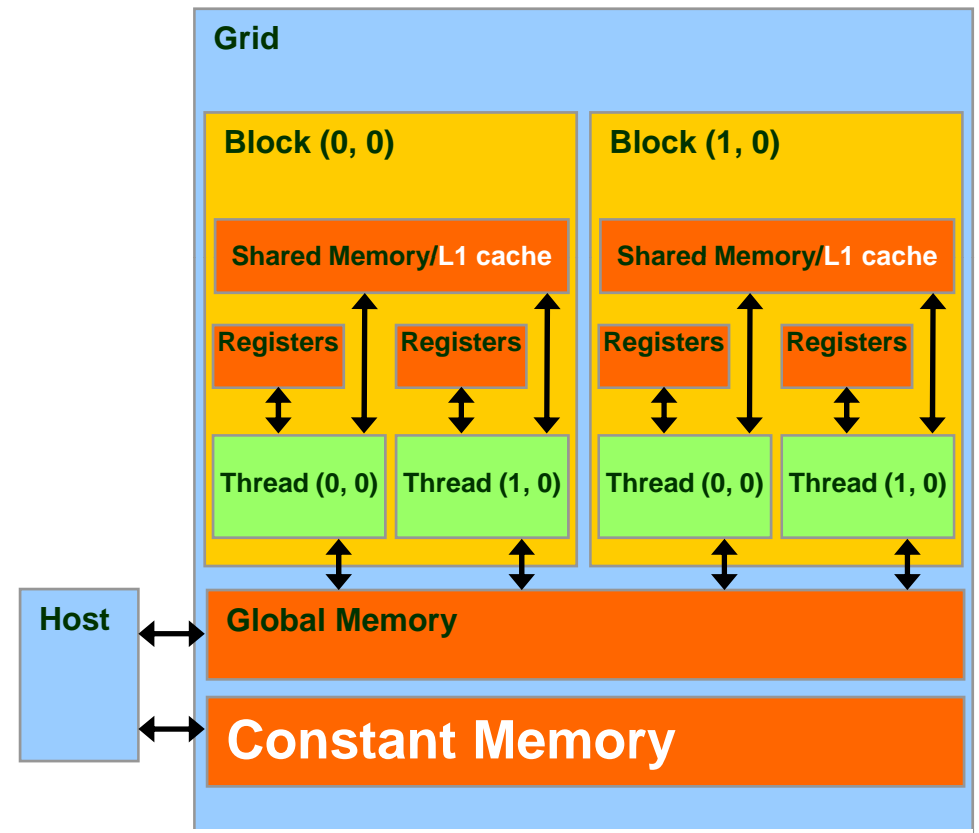 Grid
Block (0, 0)
Block (1, 0)
Shared Memory/L1 cache
Shared Memory/L1 cache
Registers
Registers
Registers
Registers
Thread (0, 0)
Thread (1, 0)
Thread (0, 0)
Thread (1, 0)
Host
Global Memory
Constant Memory